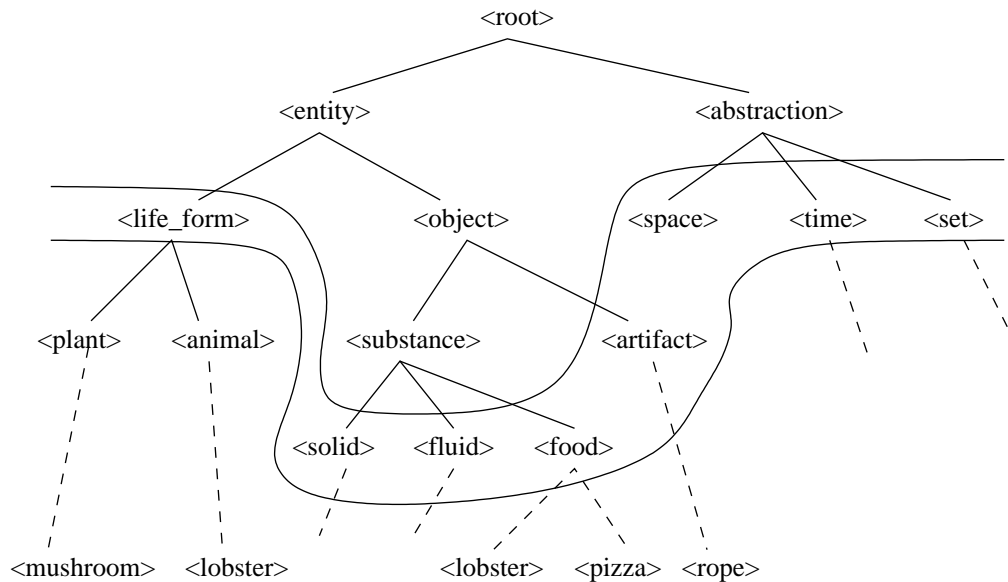 <root>
<entity> <abstraction>
<life_form> <object> <space> <time> <set>
<plant> <animal> <substance> <artifact>
<solid> <fluid> <food>
<mushroom> <lobster> <lobster> <pizza> <rope>